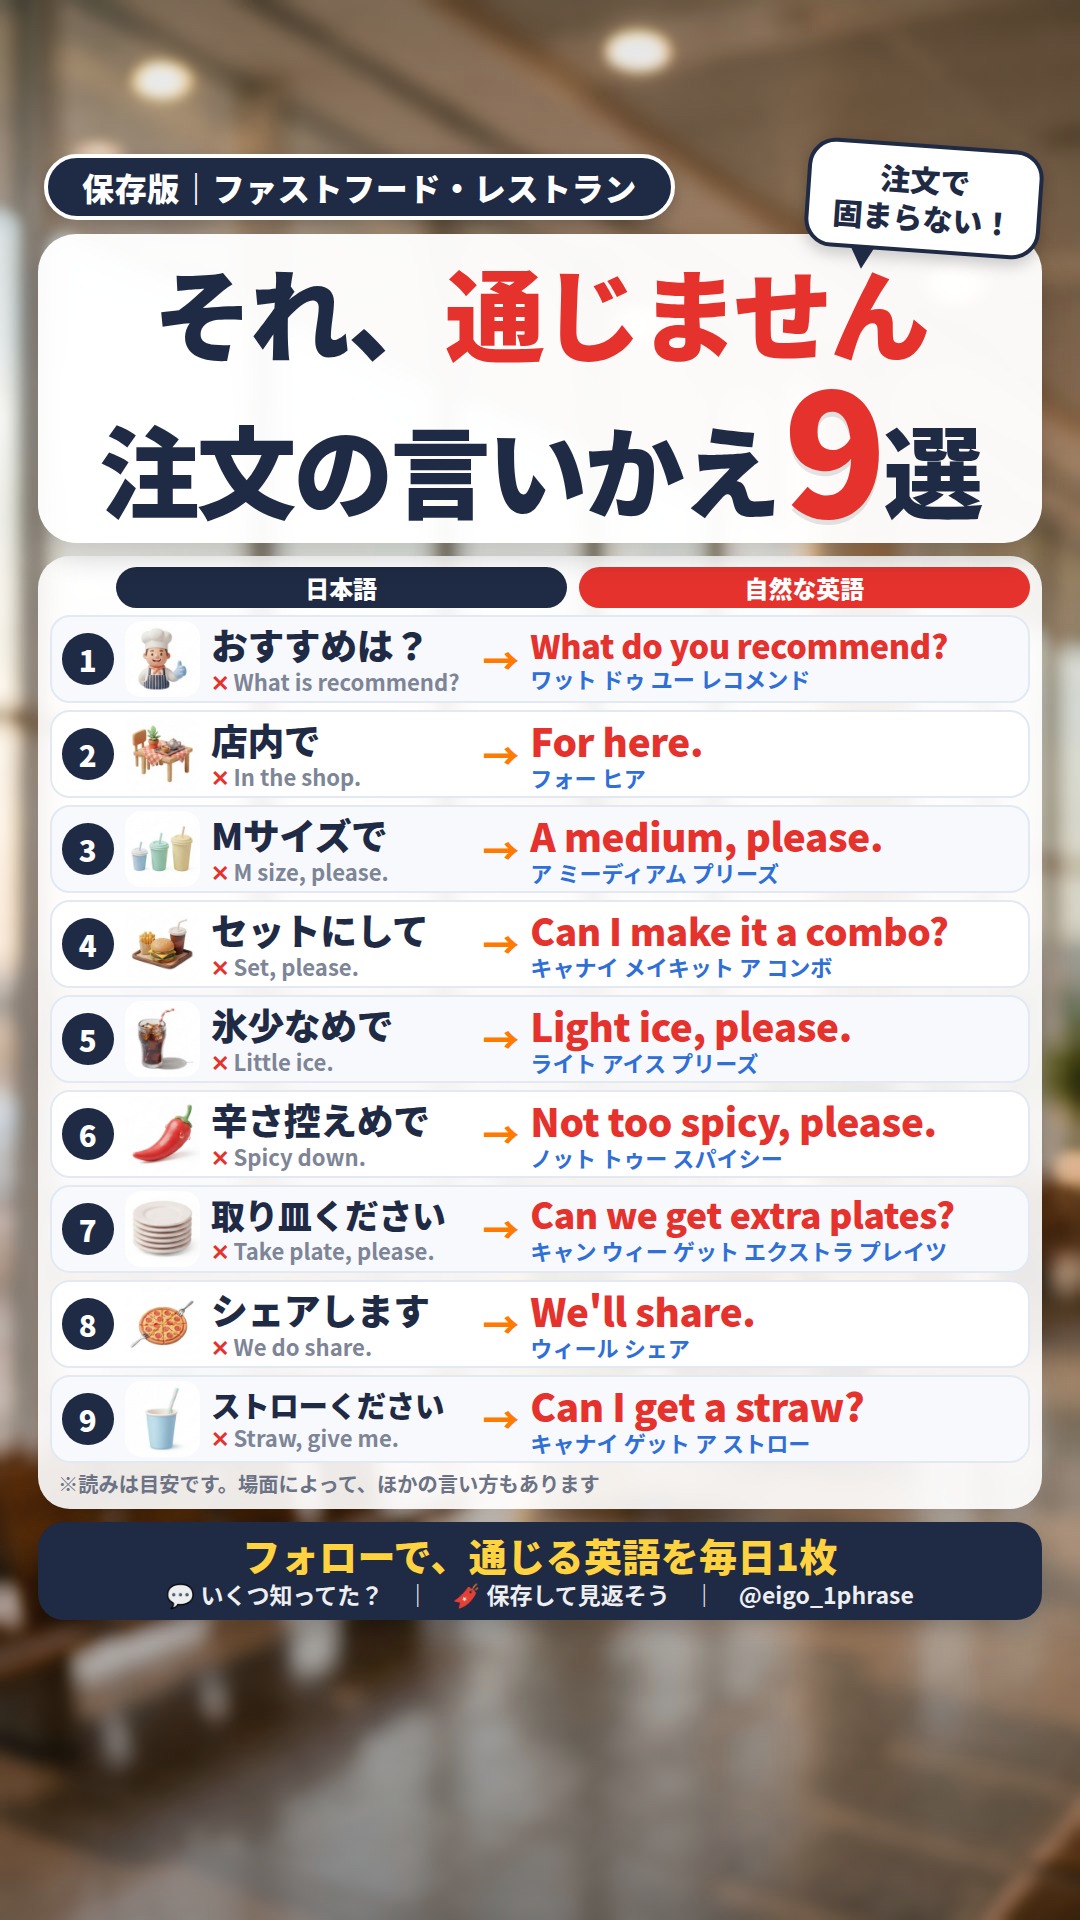 保存版｜ファストフード・レストラン
注文で
固まらない！
それ、通じません
注文の言いかえ9選
日本語
自然な英語
1
おすすめは？
× What is recommend?
→
What do you recommend?
ワット ドゥ ユー レコメンド
2
店内で
× In the shop.
→
For here.
フォー ヒア
3
Mサイズで
× M size, please.
→
A medium, please.
ア ミーディアム プリーズ
4
セットにして
× Set, please.
→
Can I make it a combo?
キャナイ メイキット ア コンボ
5
氷少なめで
× Little ice.
→
Light ice, please.
ライト アイス プリーズ
6
辛さ控えめで
× Spicy down.
→
Not too spicy, please.
ノット トゥー スパイシー
7
取り皿ください
× Take plate, please.
→
Can we get extra plates?
キャン ウィー ゲット エクストラ プレイツ
8
シェアします
× We do share.
→
We'll share.
ウィール シェア
9
ストローください
× Straw, give me.
→
Can I get a straw?
キャナイ ゲット ア ストロー
※読みは目安です。場面によって、ほかの言い方もあります
フォローで、通じる英語を毎日1枚
💬 いくつ知ってた？ ｜ 🔖 保存して見返そう ｜ @eigo_1phrase